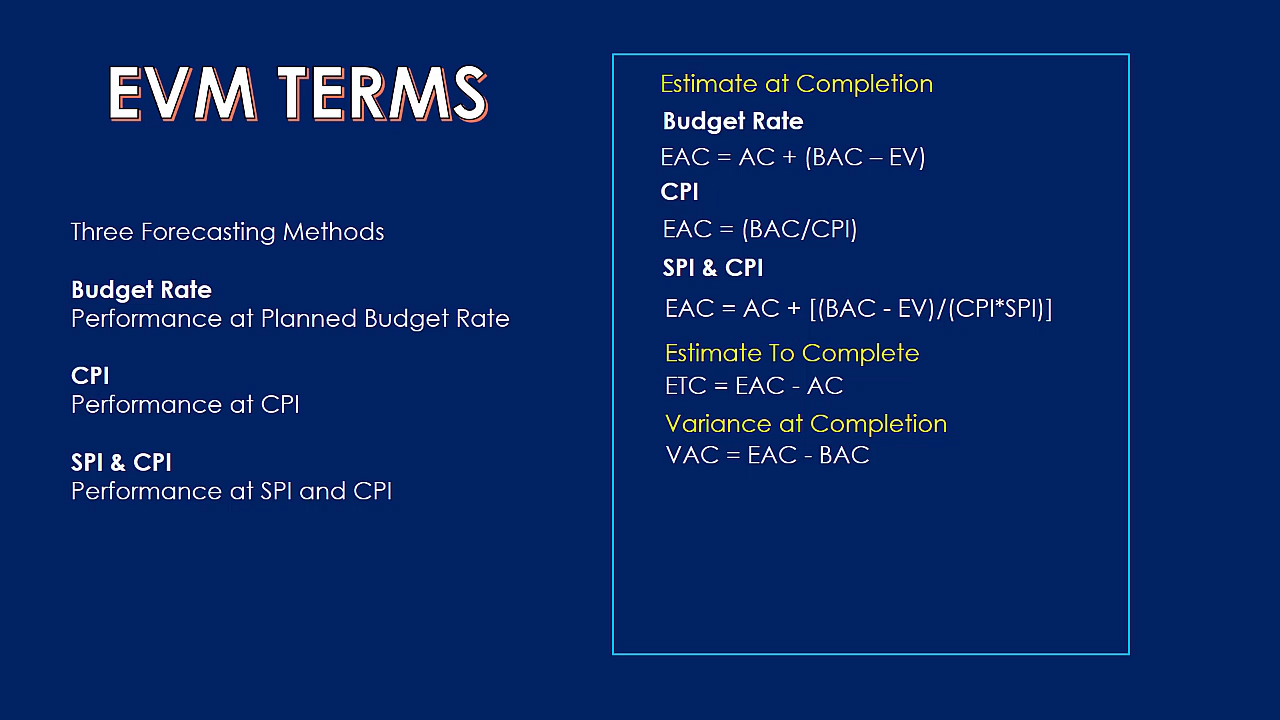 EVM TERMS
Three Forecasting Methods
Budget Rate
Performance at Planned Budget Rate
CPI
Performance at CPI
SPI & CPI
Performance at SPI and CPI
Estimate at Completion
Budget Rate
EAC = AC + (BAC – EV)
CPI
EAC = (BAC/CPI)
SPI & CPI
EAC = AC + [(BAC - EV)/(CPI*SPI)]
Estimate To Complete
ETC = EAC - AC
Variance at Completion
VAC = EAC - BAC